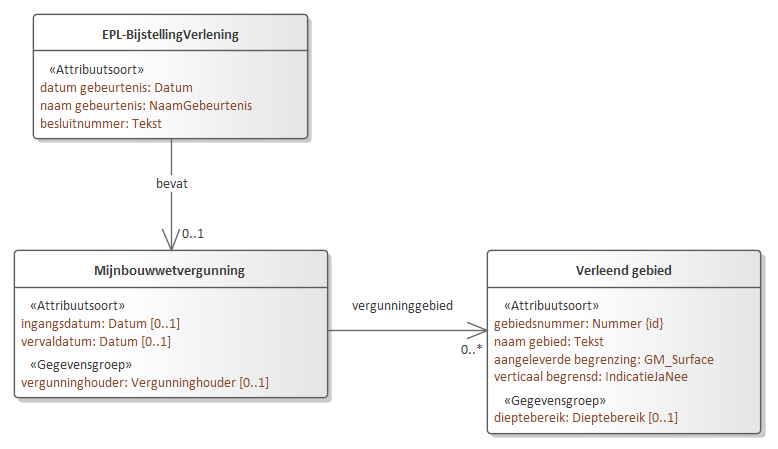 EPL-BijstellingVerlening
«Attribuutsoort»
datum gebeurtenis: Datum
naam gebeurtenis: NaamGebeurtenis
besluitnummer: Tekst
bevat
0..1
Mijnbouwwetvergunning
«Attribuutsoort»
ingangsdatum: Datum [0..1]
vervaldatum: Datum [0..1]
«Gegevensgroep»
vergunninghouder: Vergunninghouder [0..1]
vergunninggebied
0..*
Verleend gebied
«Attribuutsoort»
gebiedsnummer: Nummer {id}
naam gebied: Tekst
aangeleverde begrenzing: GM_Surface
verticaal begrensd: IndicatieJaNee
«Gegevensgroep»
dieptebereik: Dieptebereik [0..1]